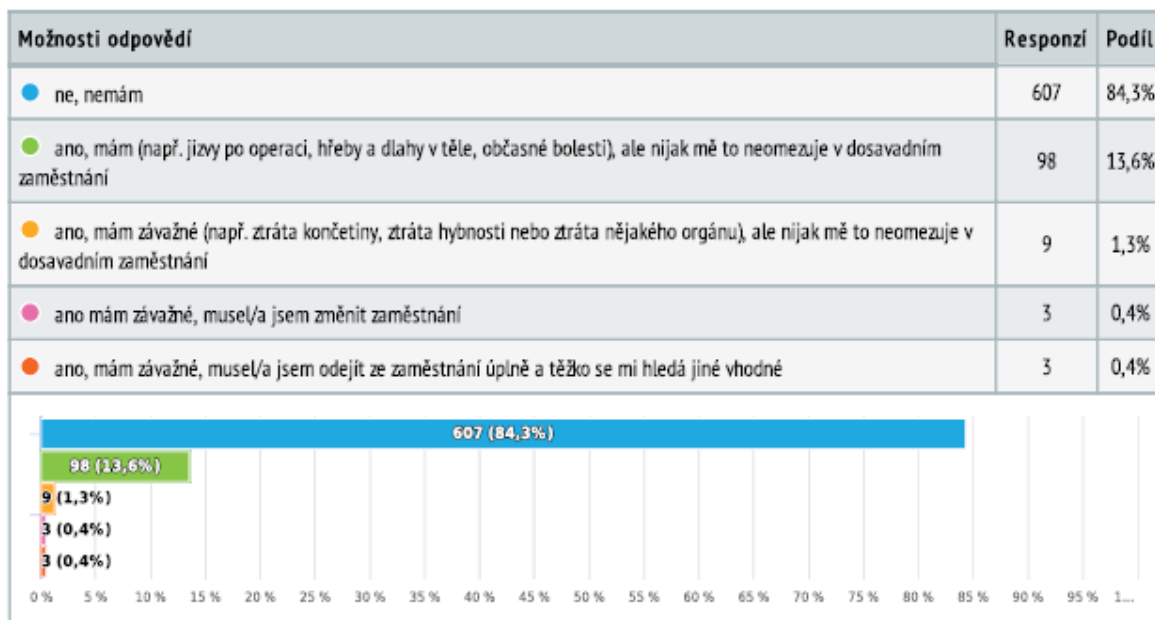 Možnosti odpovědí Responzí Podíl
ne, nemám 607 84,3%
ano, mám (např. jizvy po operaci, hřeby a dlahy v těle, občasné bolesti), ale nijak mě to neomezuje v dosavadním
zaměstnání 98 13,6%
ano, mám závažné (např. ztráta končetiny, ztráta hybnosti nebo ztráta nějakého orgánu), ale nijak mě to neomezuje v
dosavadním zaměstnání 9 1,3%
ano mám závažné, musel/a jsem změnit zaměstnání 3 0,4%
ano, mám závažné, musel/a jsem odejít ze zaměstnání úplně a těžko se mi hledá jiné vhodné 3 0,4%
607 (84,3%)
98 (13,6%)
9 (1,3%)
3 (0,4%)
3 (0,4%)
0 % 5 % 10 % 15 % 20 % 25 % 30 % 35 % 40 % 45 % 50 % 55 % 60 % 65 % 70 % 75 % 80 % 85 % 90 % 95 % 1...